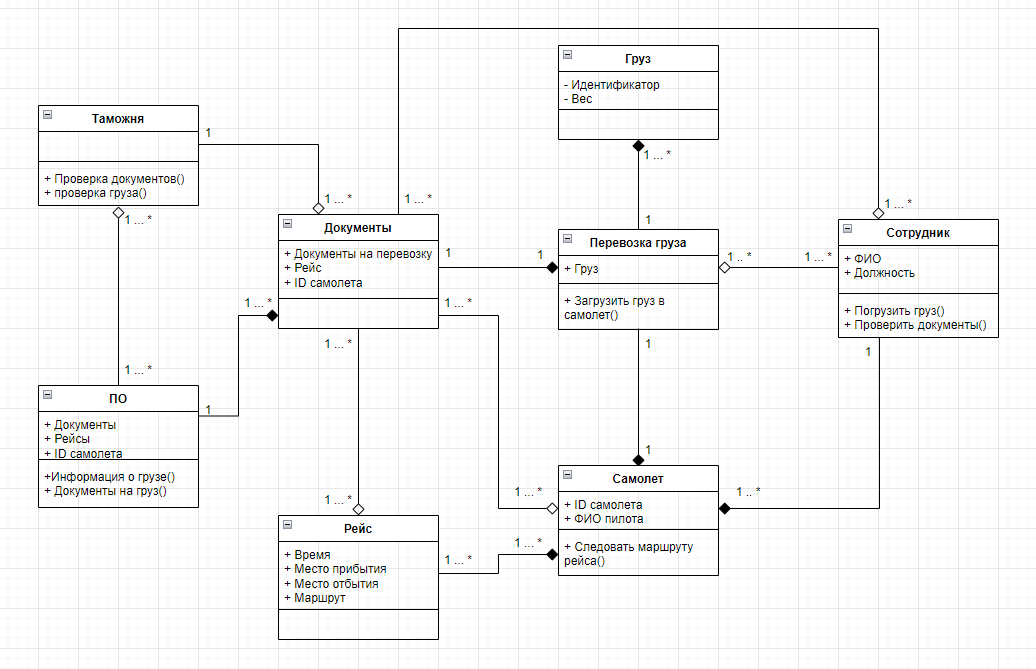 Груз
- Идентификатор
- Вес
1 ... *
1
Таможня
+ Проверка документов()
+ проверка груза()
1
1 ... *
1 ... *
1 ... *
Документы
+ Документы на перевозку
+ Рейс
+ ID самолета
1
1
1 ... *
1 ... *
1 ... *
Перевозка груза
+ Груз
+ Загрузить груз в
самолет()
1 .. *
1 ... *
1
1 ... *
Сотрудник
+ ФИО
+ Должность
+ Погрузить груз()
+ Проверить документы()
1
1 ... *
ПО
+ Документы
+ Рейсы
+ ID самолета
+Информация о грузе()
+ Документы на груз()
1
1
Самолет
+ ID самолета
+ ФИО пилота
+ Следовать маршруту
рейса()
1 ... *
1 .. *
1 ... *
1 ... *
Рейс
+ Время
+ Место прибытия
+ Место отбытия
+ Маршрут
1 ... *